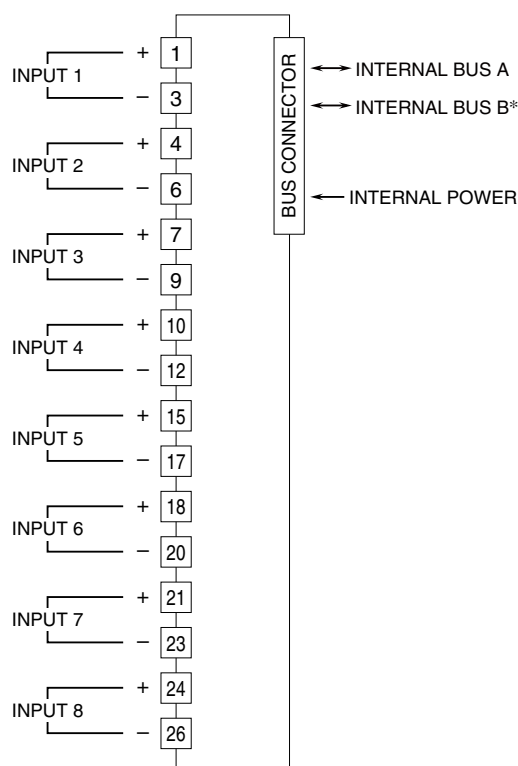 INPUT 1
+ 1
– 3
INPUT 2
+ 4
– 6
INPUT 3
+ 7
– 9
INPUT 4
+ 10
– 12
INPUT 5
+ 15
– 17
INPUT 6
+ 18
– 20
INPUT 7
+ 21
– 23
INPUT 8
+ 24
– 26
BUS CONNECTOR
INTERNAL BUS A
INTERNAL BUS B*
INTERNAL POWER